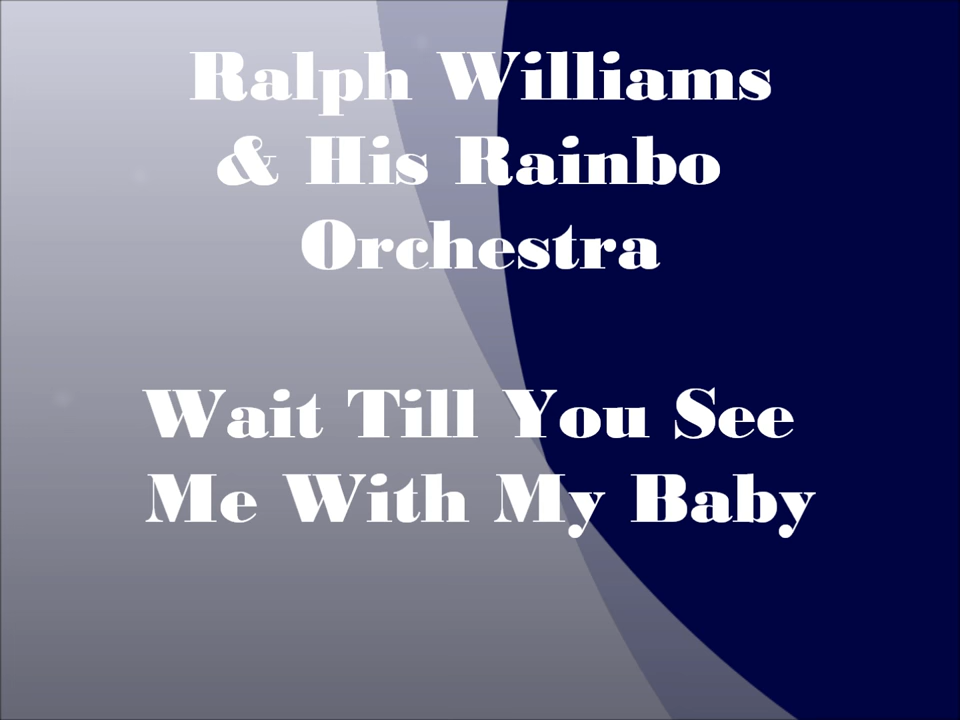 Ralph Williams
& His Rainbo
Orchestra
Wait Till You See
Me With My Baby